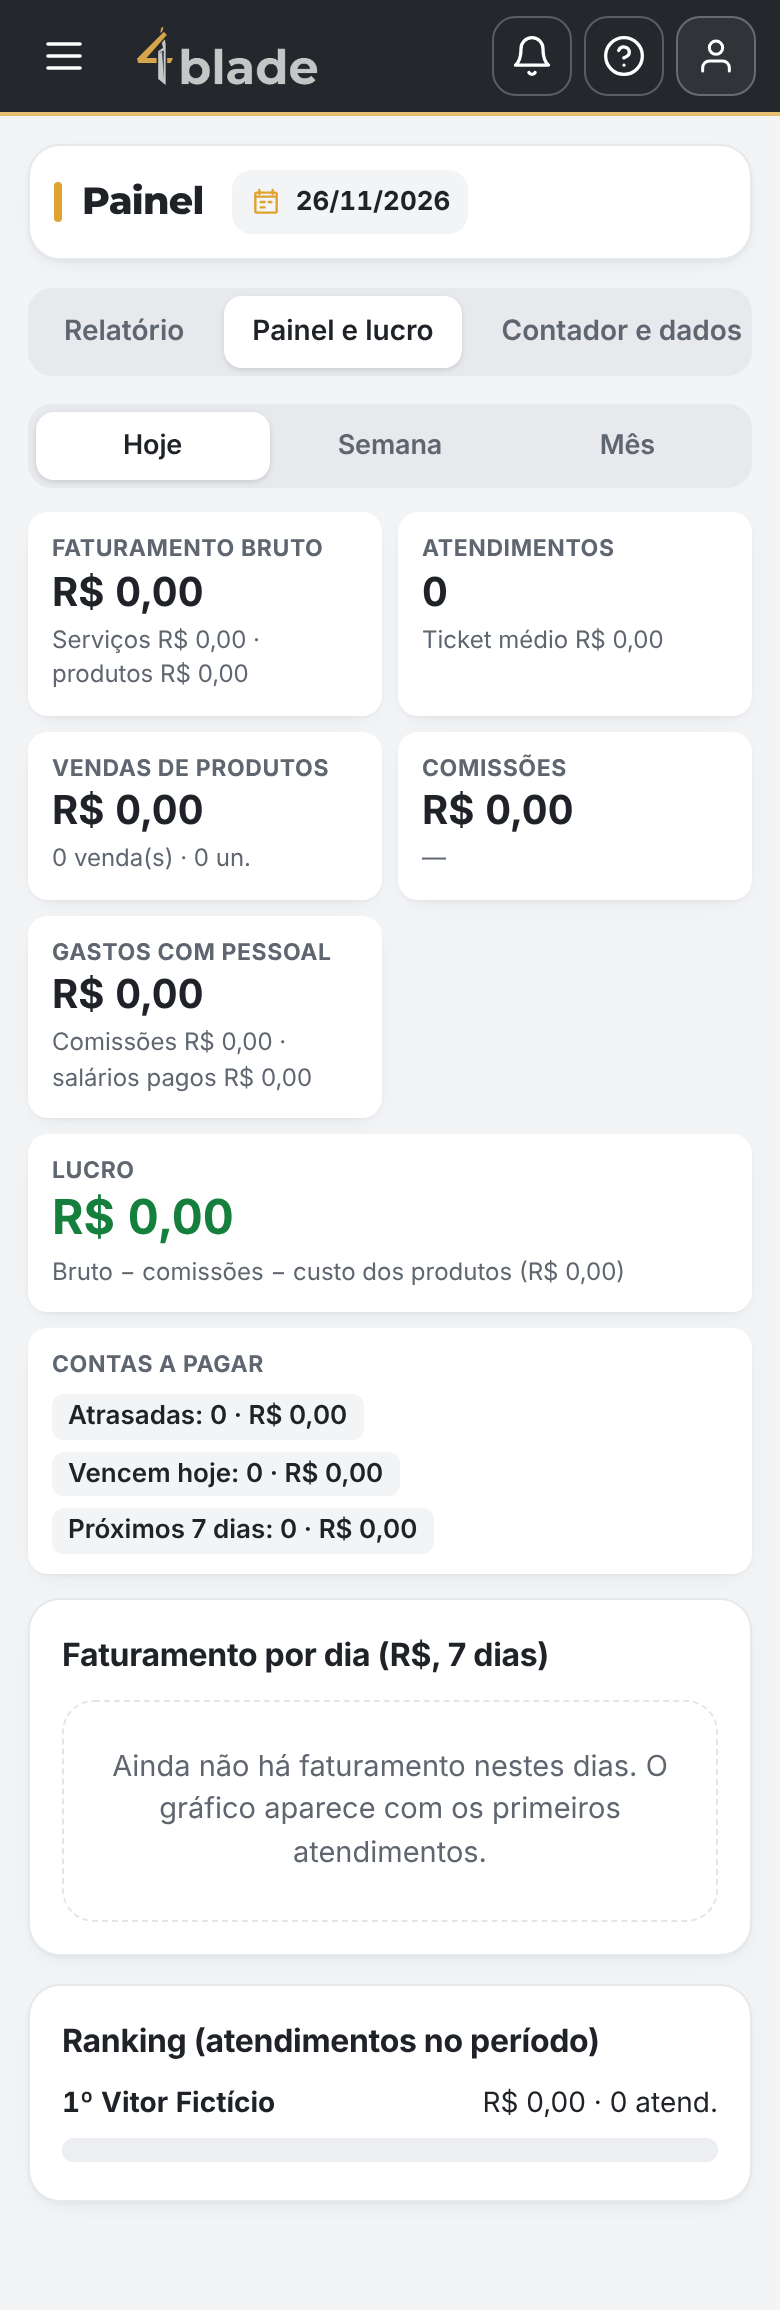 4blade
Painel
26/11/2026
Relatório
Painel e lucro
Contador e dados
Hoje
Semana
Mês
FATURAMENTO BRUTO
R$ 0,00
Serviços R$ 0,00 ·
produtos R$ 0,00
ATENDIMENTOS
0
Ticket médio R$ 0,00
VENDAS DE PRODUTOS
R$ 0,00
0 venda(s) · 0 un.
COMISSÕES
R$ 0,00
—
GASTOS COM PESSOAL
R$ 0,00
Comissões R$ 0,00 ·
salários pagos R$ 0,00
LUCRO
R$ 0,00
Bruto − comissões − custo dos produtos (R$ 0,00)
CONTAS A PAGAR
Atrasadas: 0 · R$ 0,00
Vencem hoje: 0 · R$ 0,00
Próximos 7 dias: 0 · R$ 0,00
Faturamento por dia (R$, 7 dias)
Ainda não há faturamento nestes dias. O
gráfico aparece com os primeiros
atendimentos.
Ranking (atendimentos no período)
1º Vitor Fictício
R$ 0,00 · 0 atend.